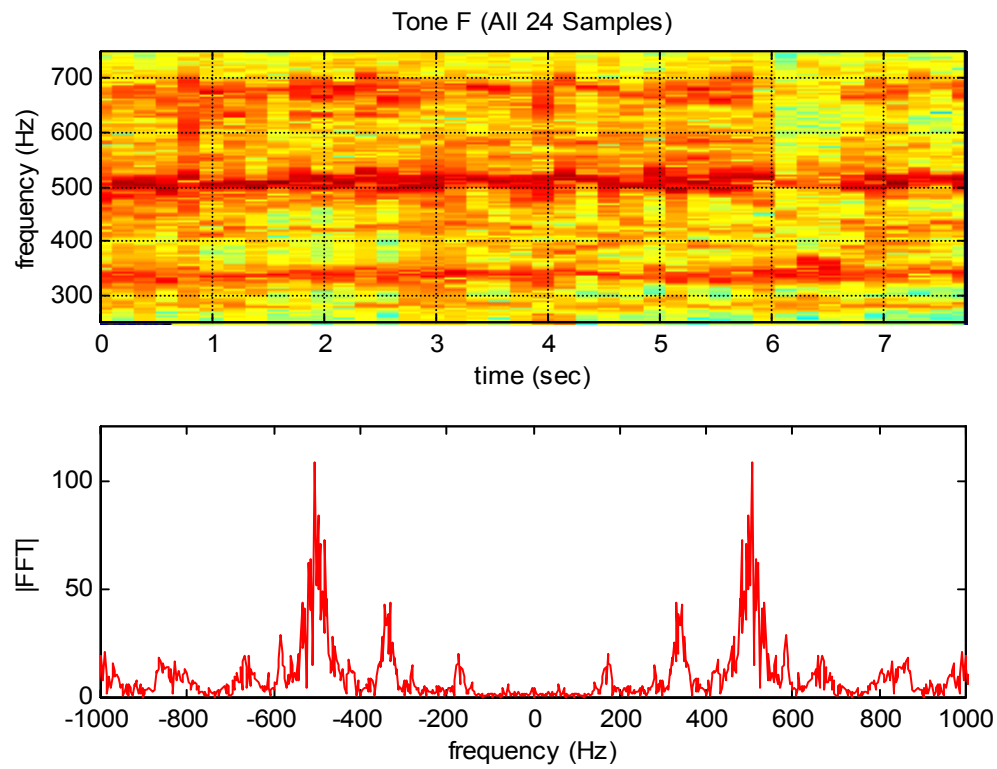 Tone F (All 24 Samples)
frequency (Hz)
700
600
500
400
300
0 1 2 3 4 5 6 7
time (sec)
|FFT|
100
50
0
-1000 -800 -600 -400 -200 0 200 400 600 800 1000
frequency (Hz)